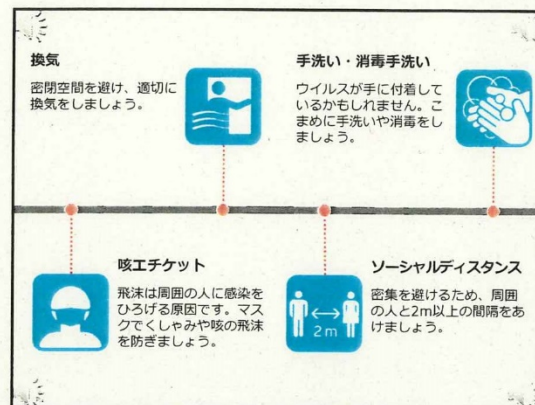 換気
密閉空間を避け、適切に
換気をしましょう。
手洗い・消毒手洗い
ウイルスが手に付着して
いるかもしれません。こ
まめに手洗いや消毒をし
ましょう。
咳エチケット
飛沫は周囲の人に感染を
ひろげる原因です。マス
クでくしゃみや咳の飛沫
を防ぎましょう。
2m
ソーシャルディスタンス
密集を避けるため、周囲
の人と2m以上の間隔をあ
けましょう。